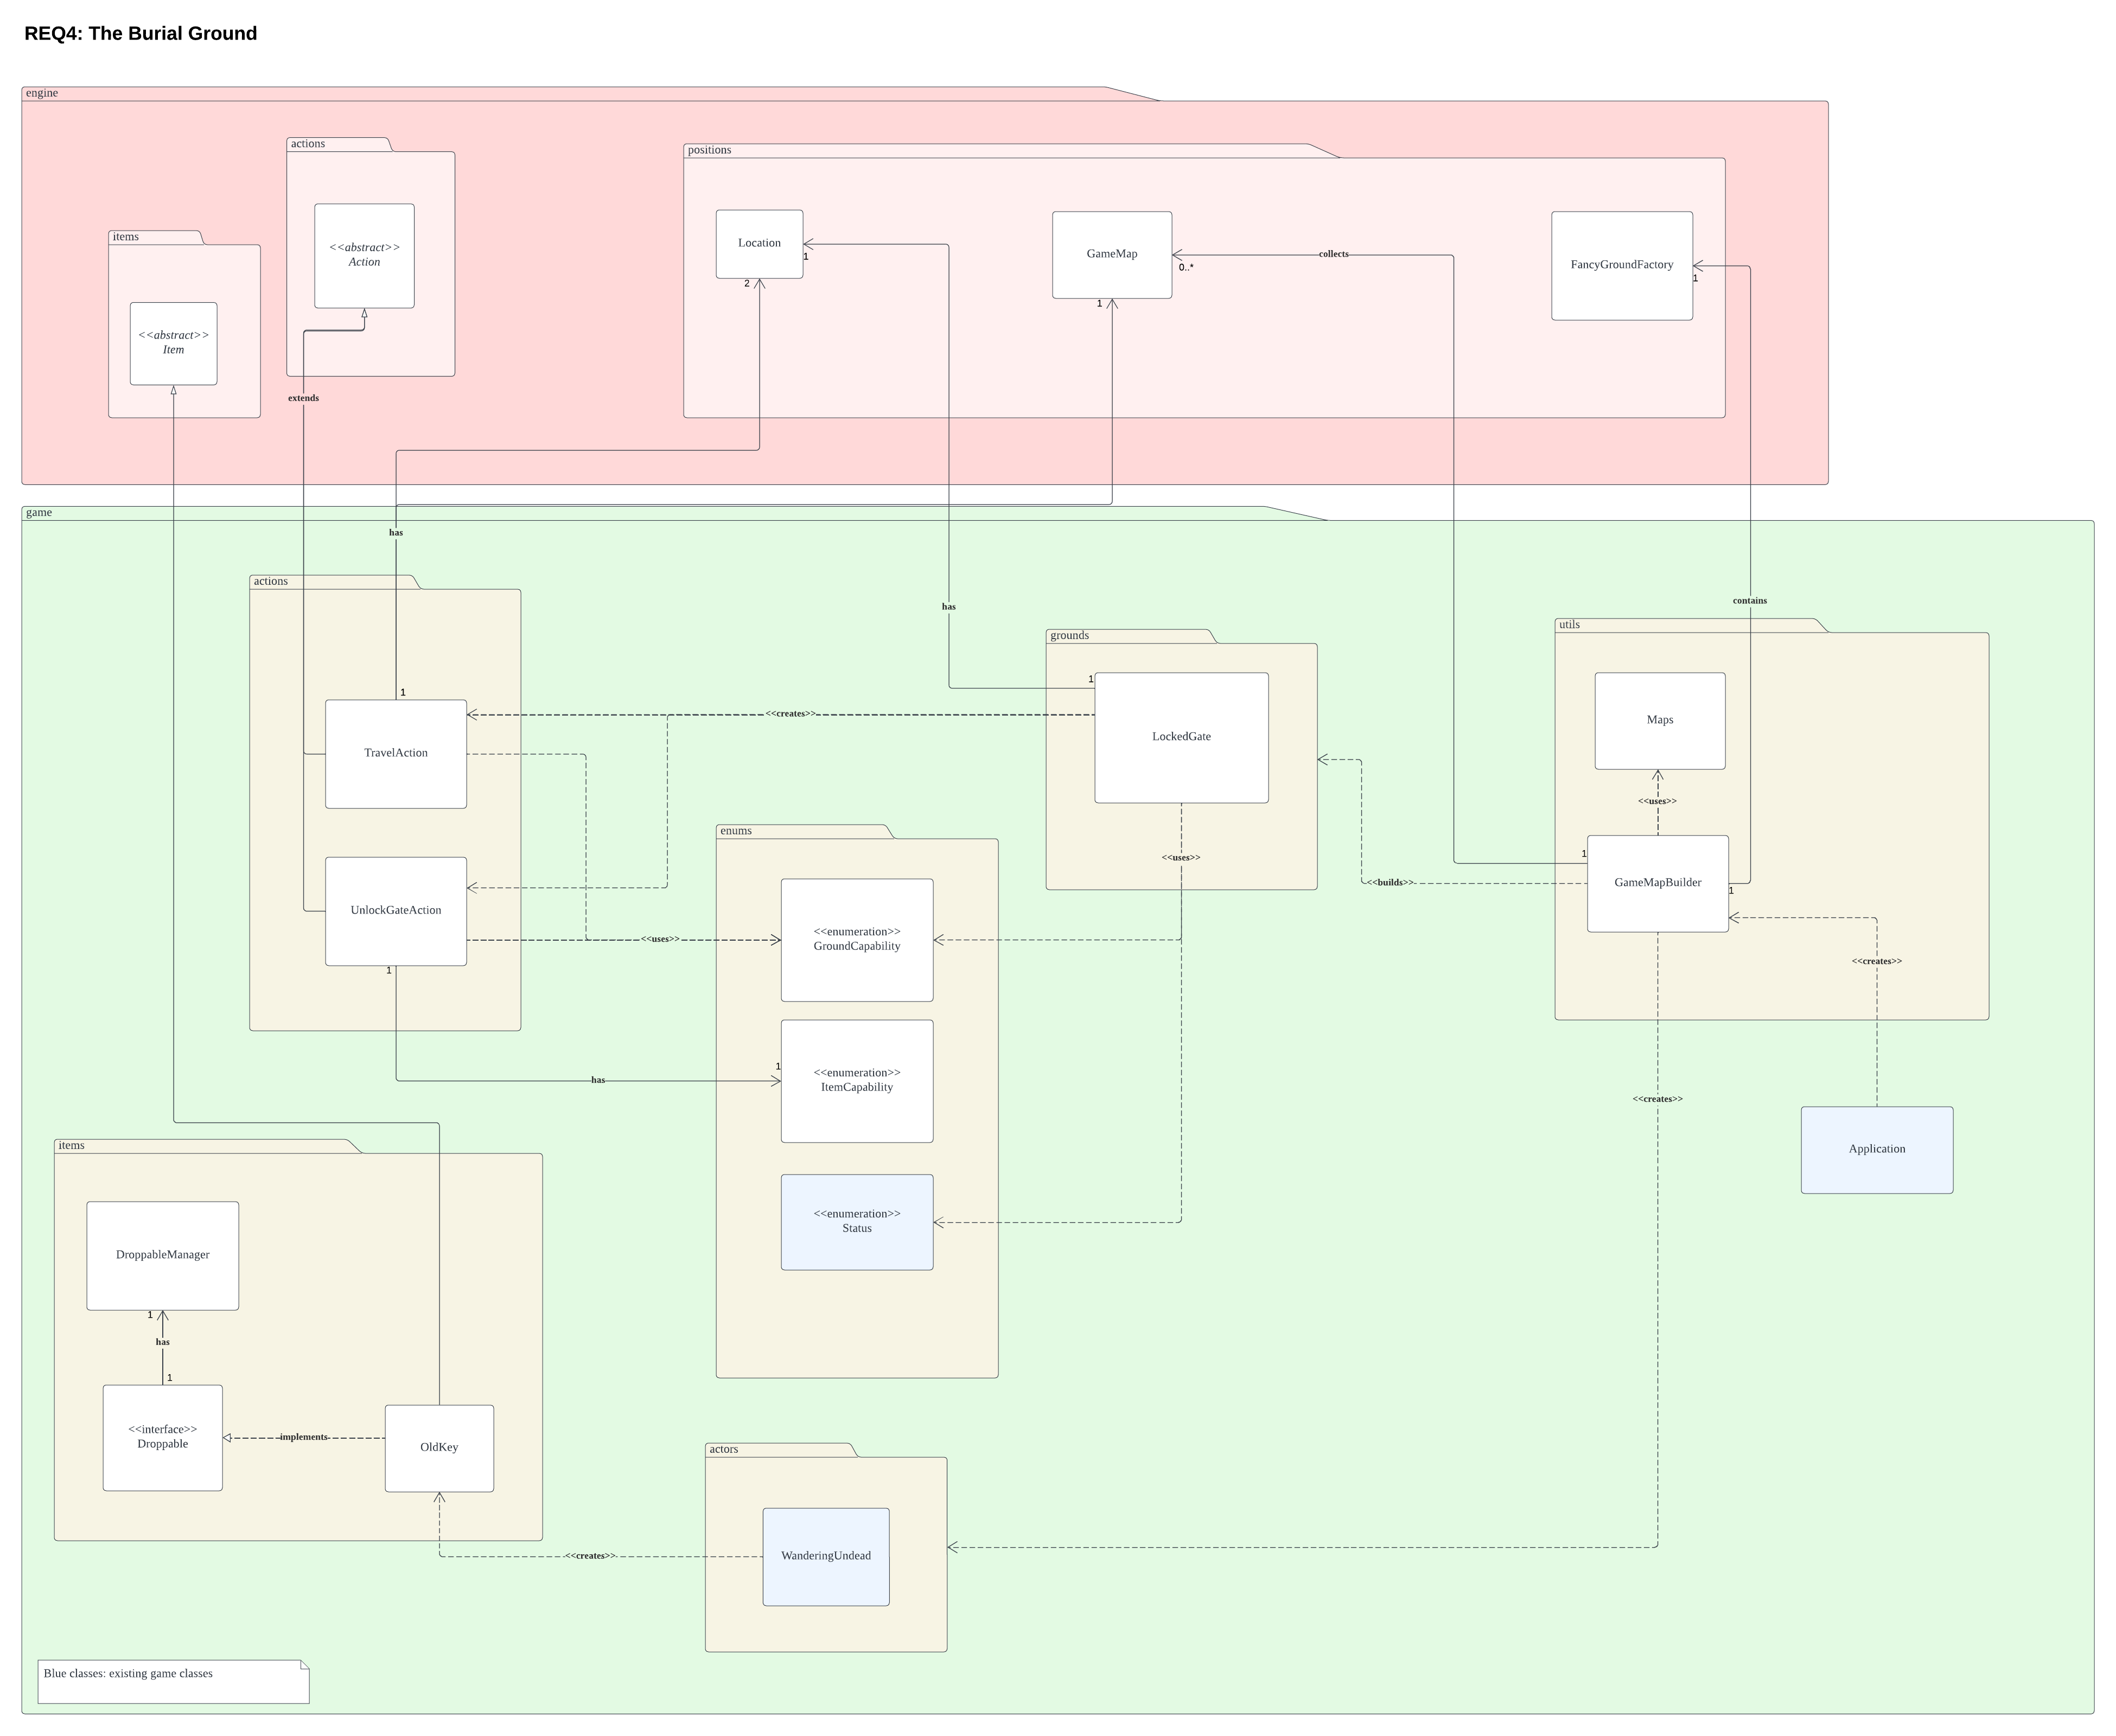 REQ4: The Burial Ground
engine
actions
positions
<<abstract>>
Action
Location
1
2
GameMap
1
0..*
collects
FancyGroundFactory
1
items
<<abstract>>
Item
extends
game
has
has
contains
actions
1
TravelAction
UnlockGateAction
1
<<creates>>
<<uses>>
has
grounds
1
LockedGate
<<uses>>
<<builds>>
utils
Maps
<<uses>>
1
GameMapBuilder
1
<<creates>>
<<creates>>
Application
enums
<<enumeration>>
GroundCapability
1
<<enumeration>>
ItemCapability
<<enumeration>>
Status
items
DroppableManager
1
has
1
<<interface>>
Droppable
implements
OldKey
<<creates>>
actors
WanderingUndead
Blue classes: existing game classes